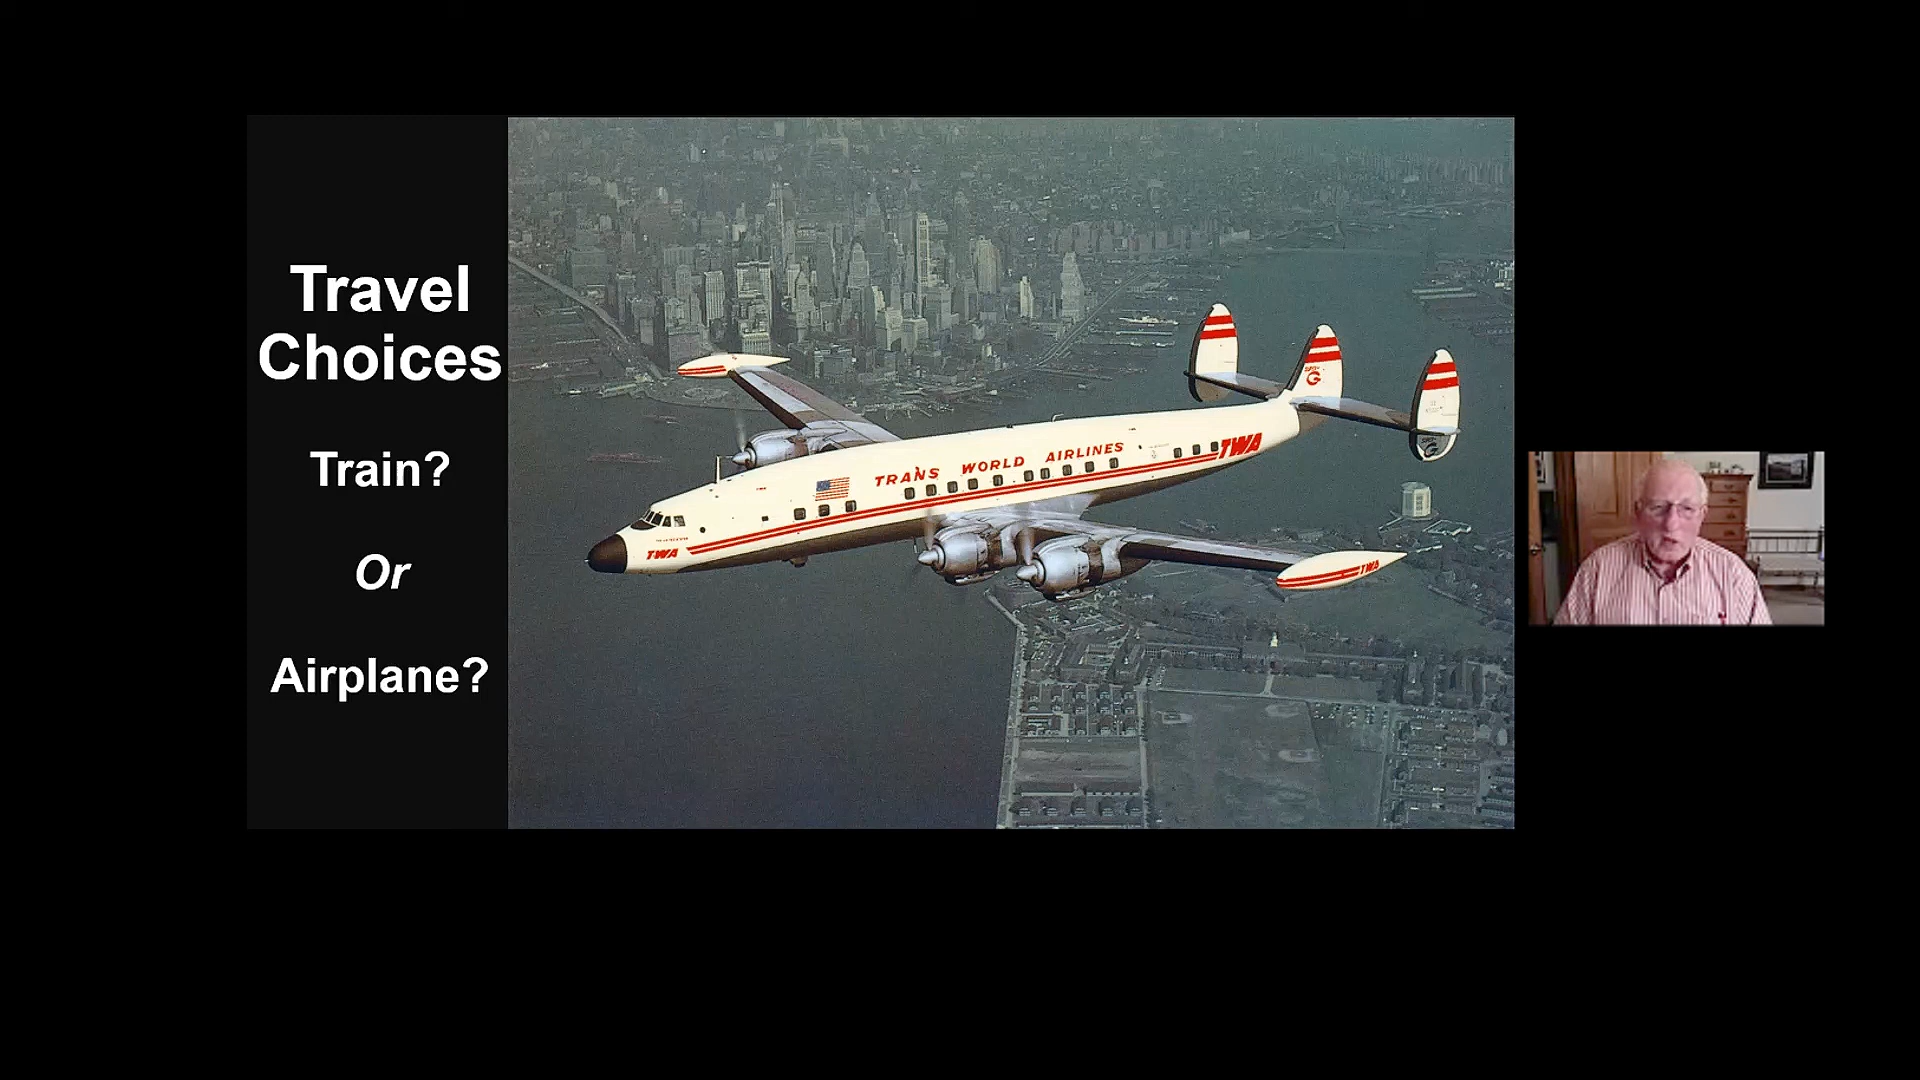 Travel
Choices
Train?
Or
Airplane?
TRANS WORLD AIRLINES
TWA
TWA
TWA